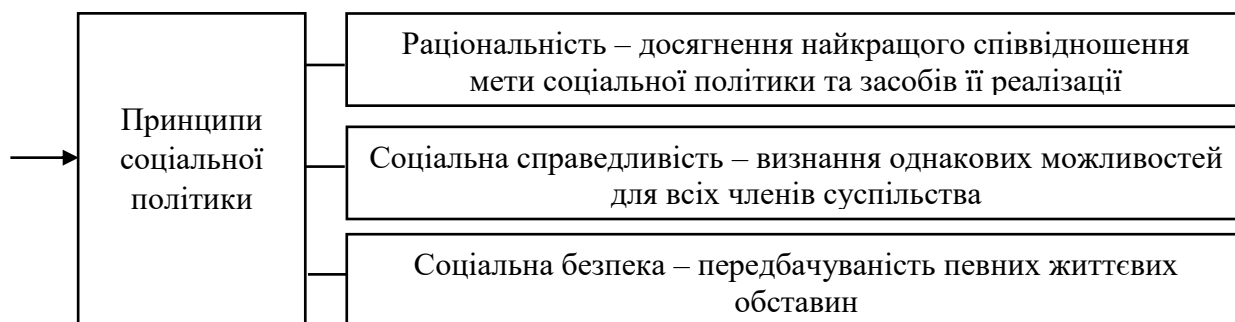 Принципи
соціальної
політики
Раціональність – досягнення найкращого співвідношення
мети соціальної політики та засобів її реалізації
Соціальна справедливість – визнання однакових можливостей
для всіх членів суспільства
Соціальна безпека – передбачуваність певних життєвих
обставин